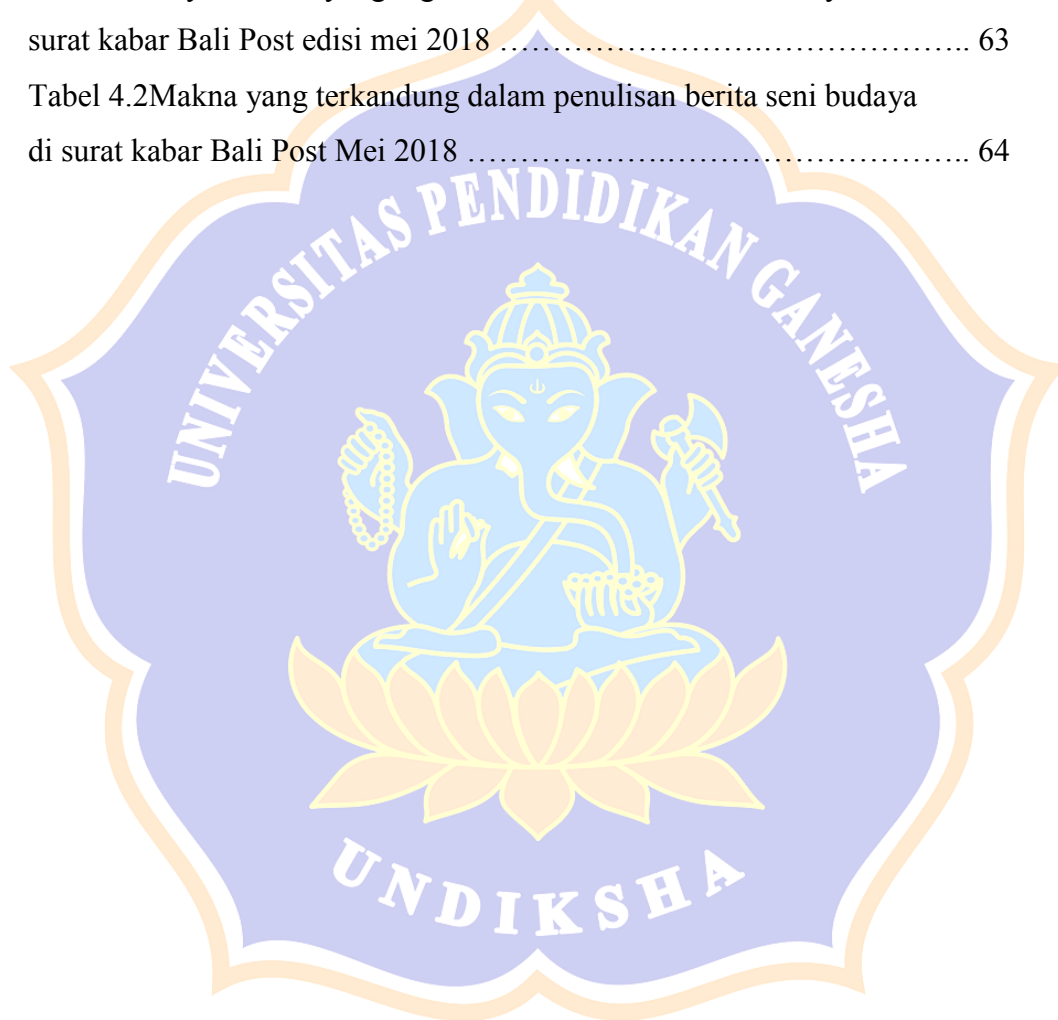 surat kabar Bali Post edisi mei 2018 …………………….……………….. 63
Tabel 4.2Makna yang terkandung dalam penulisan berita seni budaya
di surat kabar Bali Post Mei 2018 ……………….……………………….. 64
UNIVERSITAS PENDIDIKAN GANESHA
UNDIKSHA